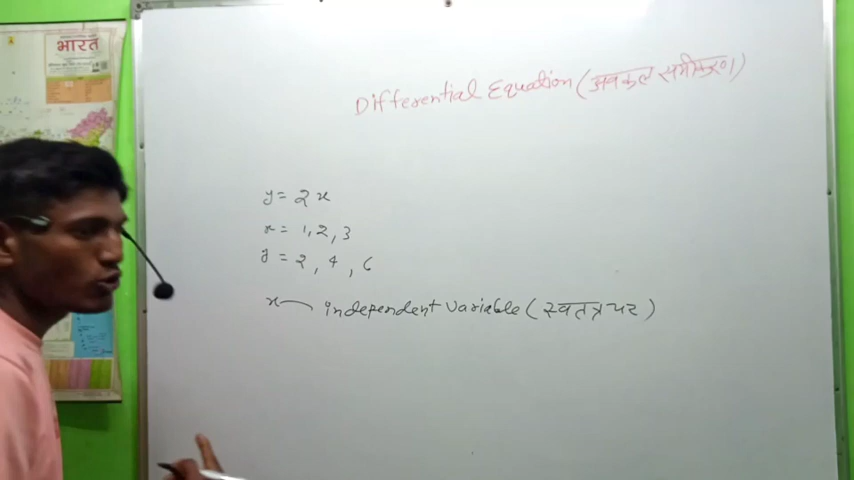 भारत
Differential Equation (अवकल समीकरण)
y = 2x
x = 1, 2, 3
y = 2, 4, 6
x — independent variable (स्वतंत्र चर)